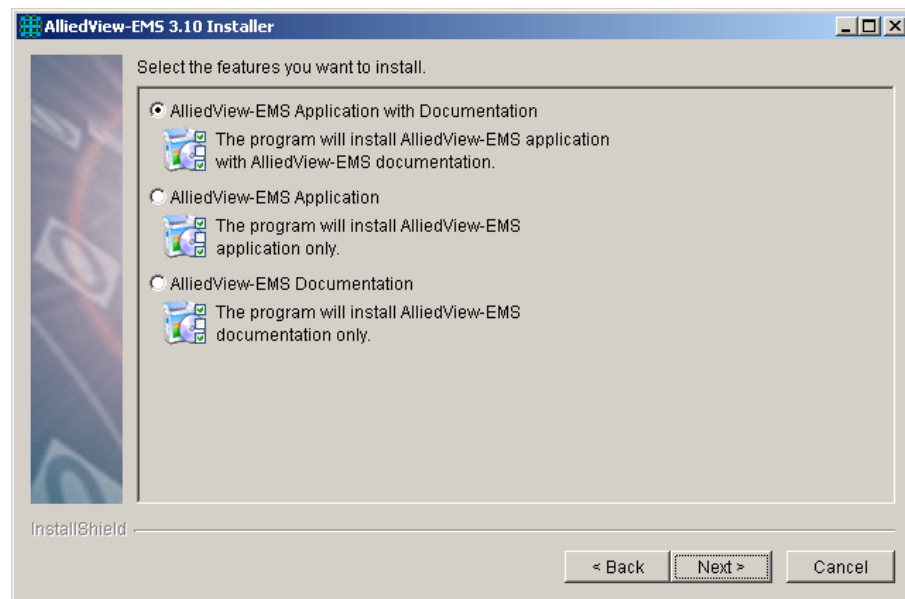 AlliedView-EMS 3.10 Installer
Select the features you want to install.
AlliedView-EMS Application with Documentation
The program will install AlliedView-EMS application
with AlliedView-EMS documentation.
AlliedView-EMS Application
The program will install AlliedView-EMS
application only.
AlliedView-EMS Documentation
The program will install AlliedView-EMS
documentation only.
InstallShield
< Back
Next >
Cancel